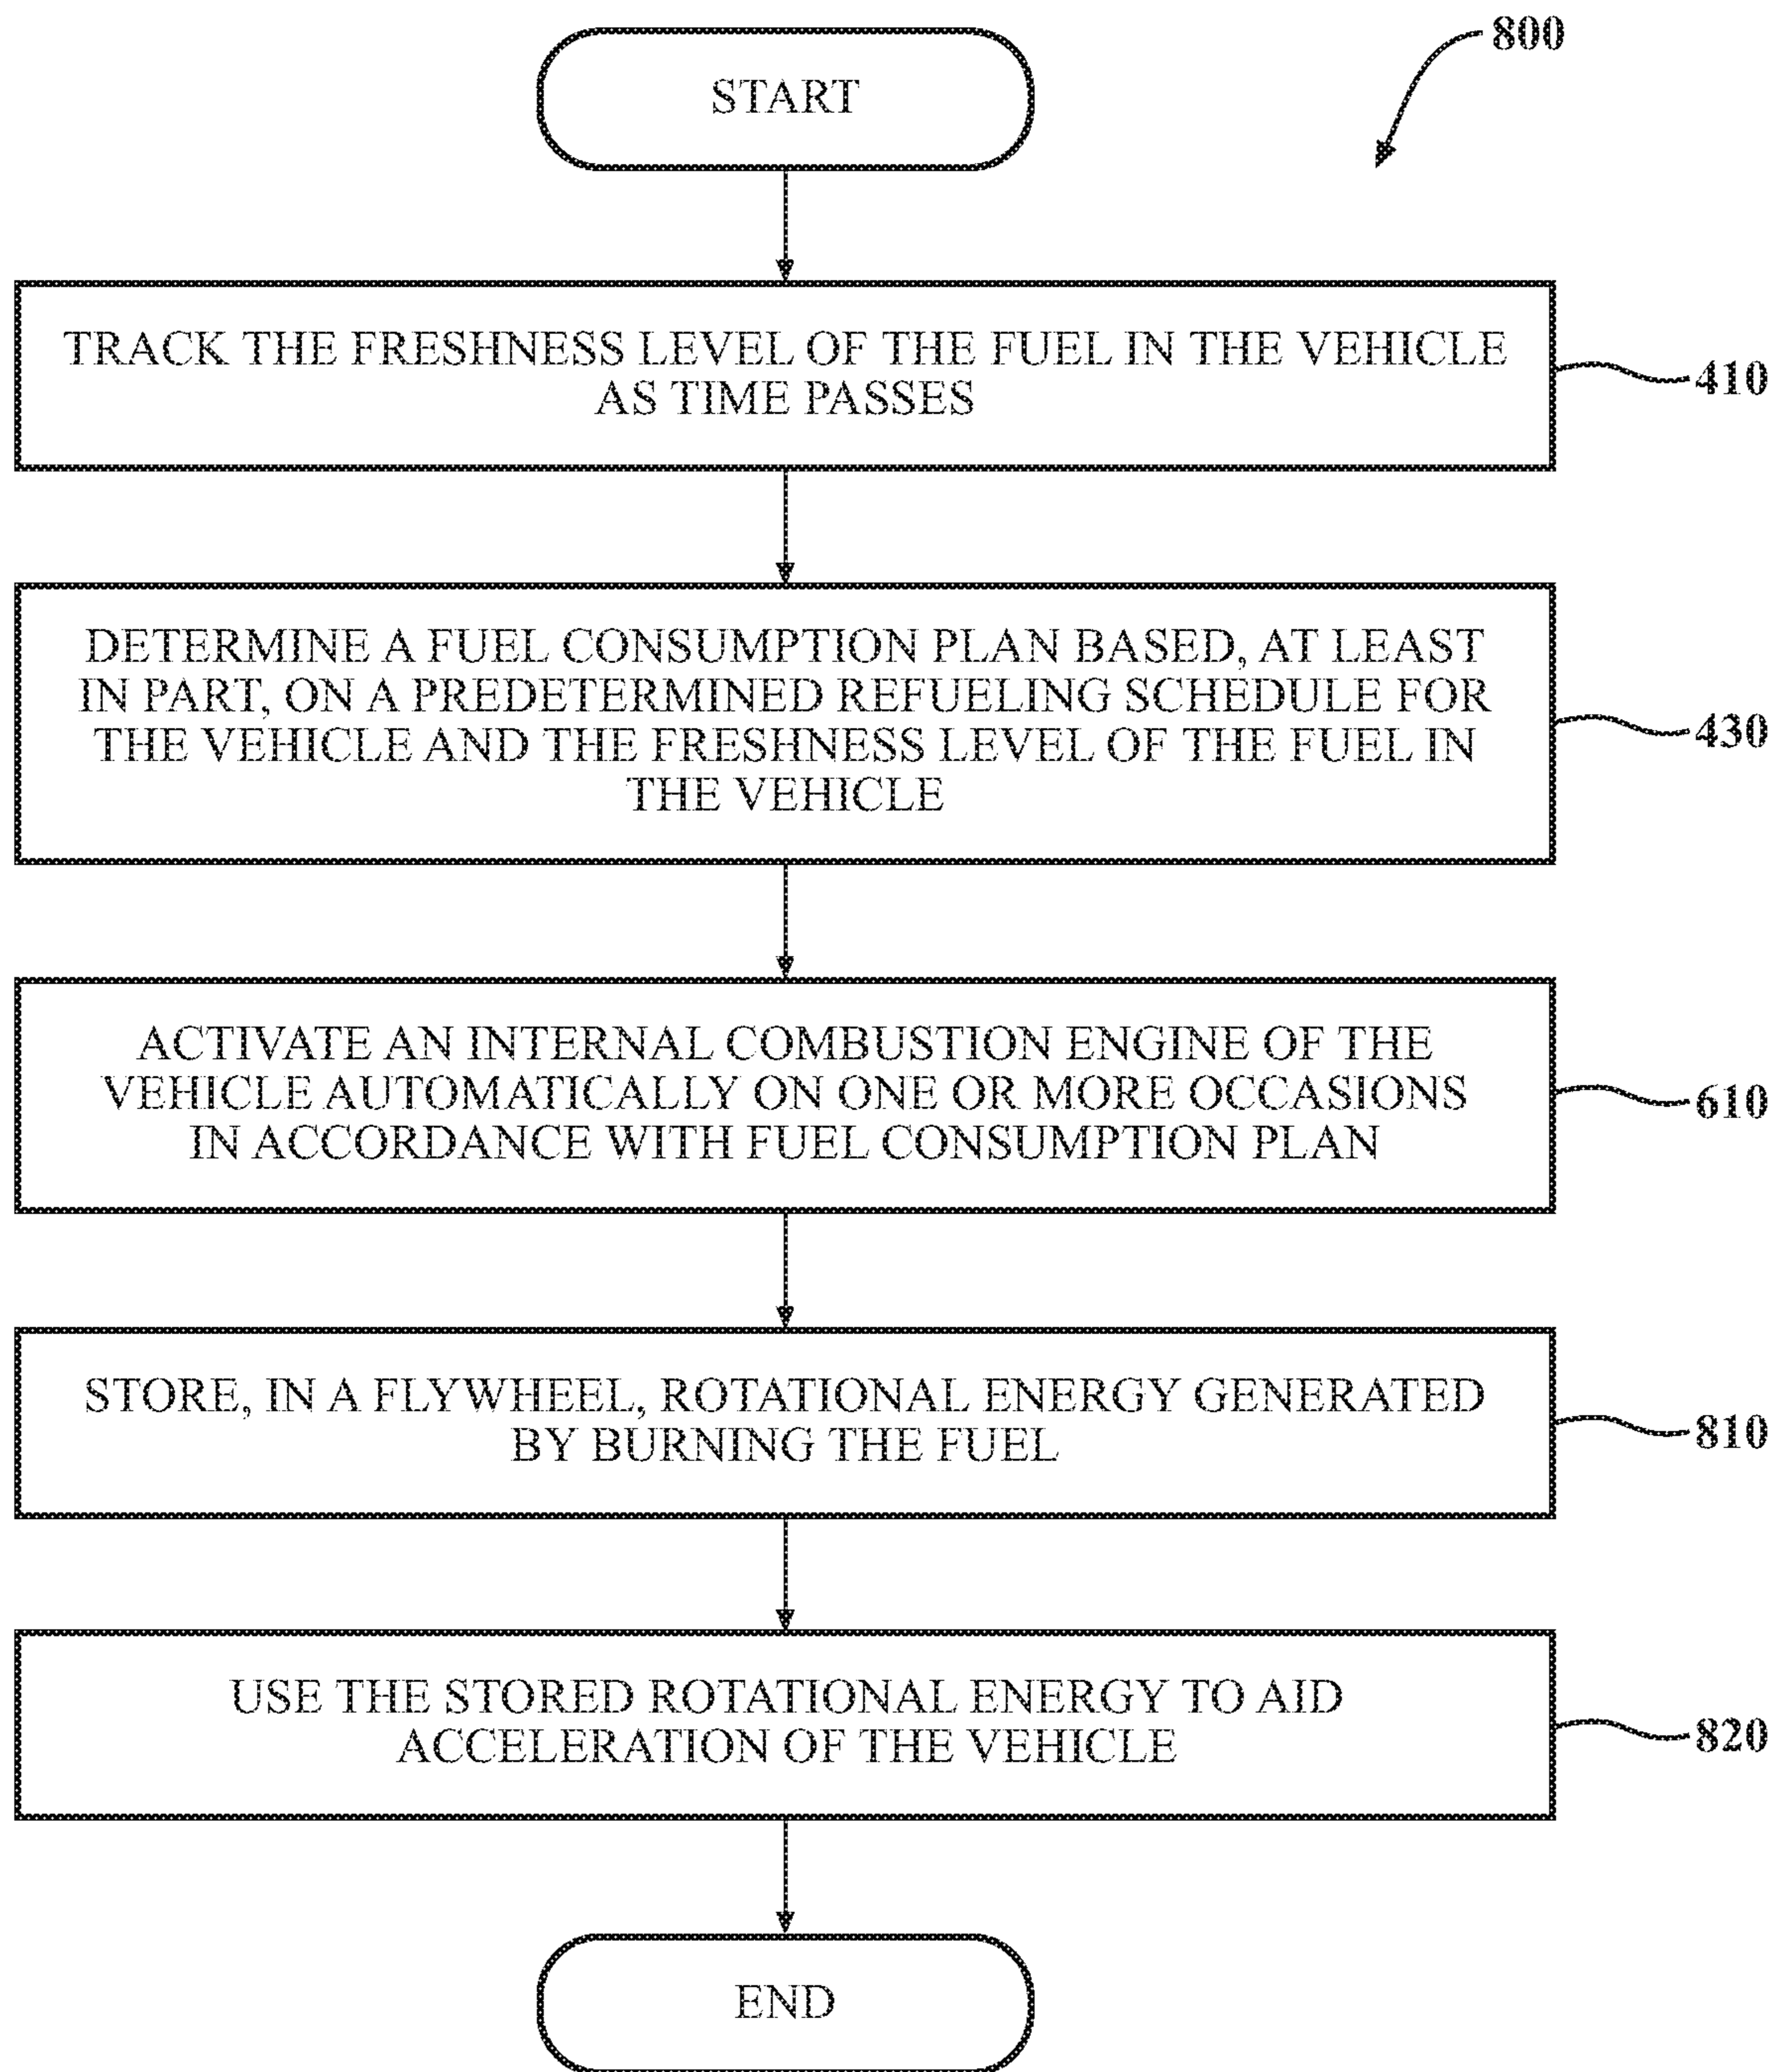 800
START
TRACK THE FRESHNESS LEVEL OF THE FUEL IN THE VEHICLE
AS TIME PASSES
410
DETERMINE A FUEL CONSUMPTION PLAN BASED, AT LEAST
IN PART, ON A PREDETERMINED REFUELING SCHEDULE FOR
THE VEHICLE AND THE FRESHNESS LEVEL OF THE FUEL IN
THE VEHICLE
430
ACTIVATE AN INTERNAL COMBUSTION ENGINE OF THE
VEHICLE AUTOMATICALLY ON ONE OR MORE OCCASIONS
IN ACCORDANCE WITH FUEL CONSUMPTION PLAN
610
STORE, IN A FLYWHEEL, ROTATIONAL ENERGY GENERATED
BY BURNING THE FUEL
810
USE THE STORED ROTATIONAL ENERGY TO AID
ACCELERATION OF THE VEHICLE
820
END